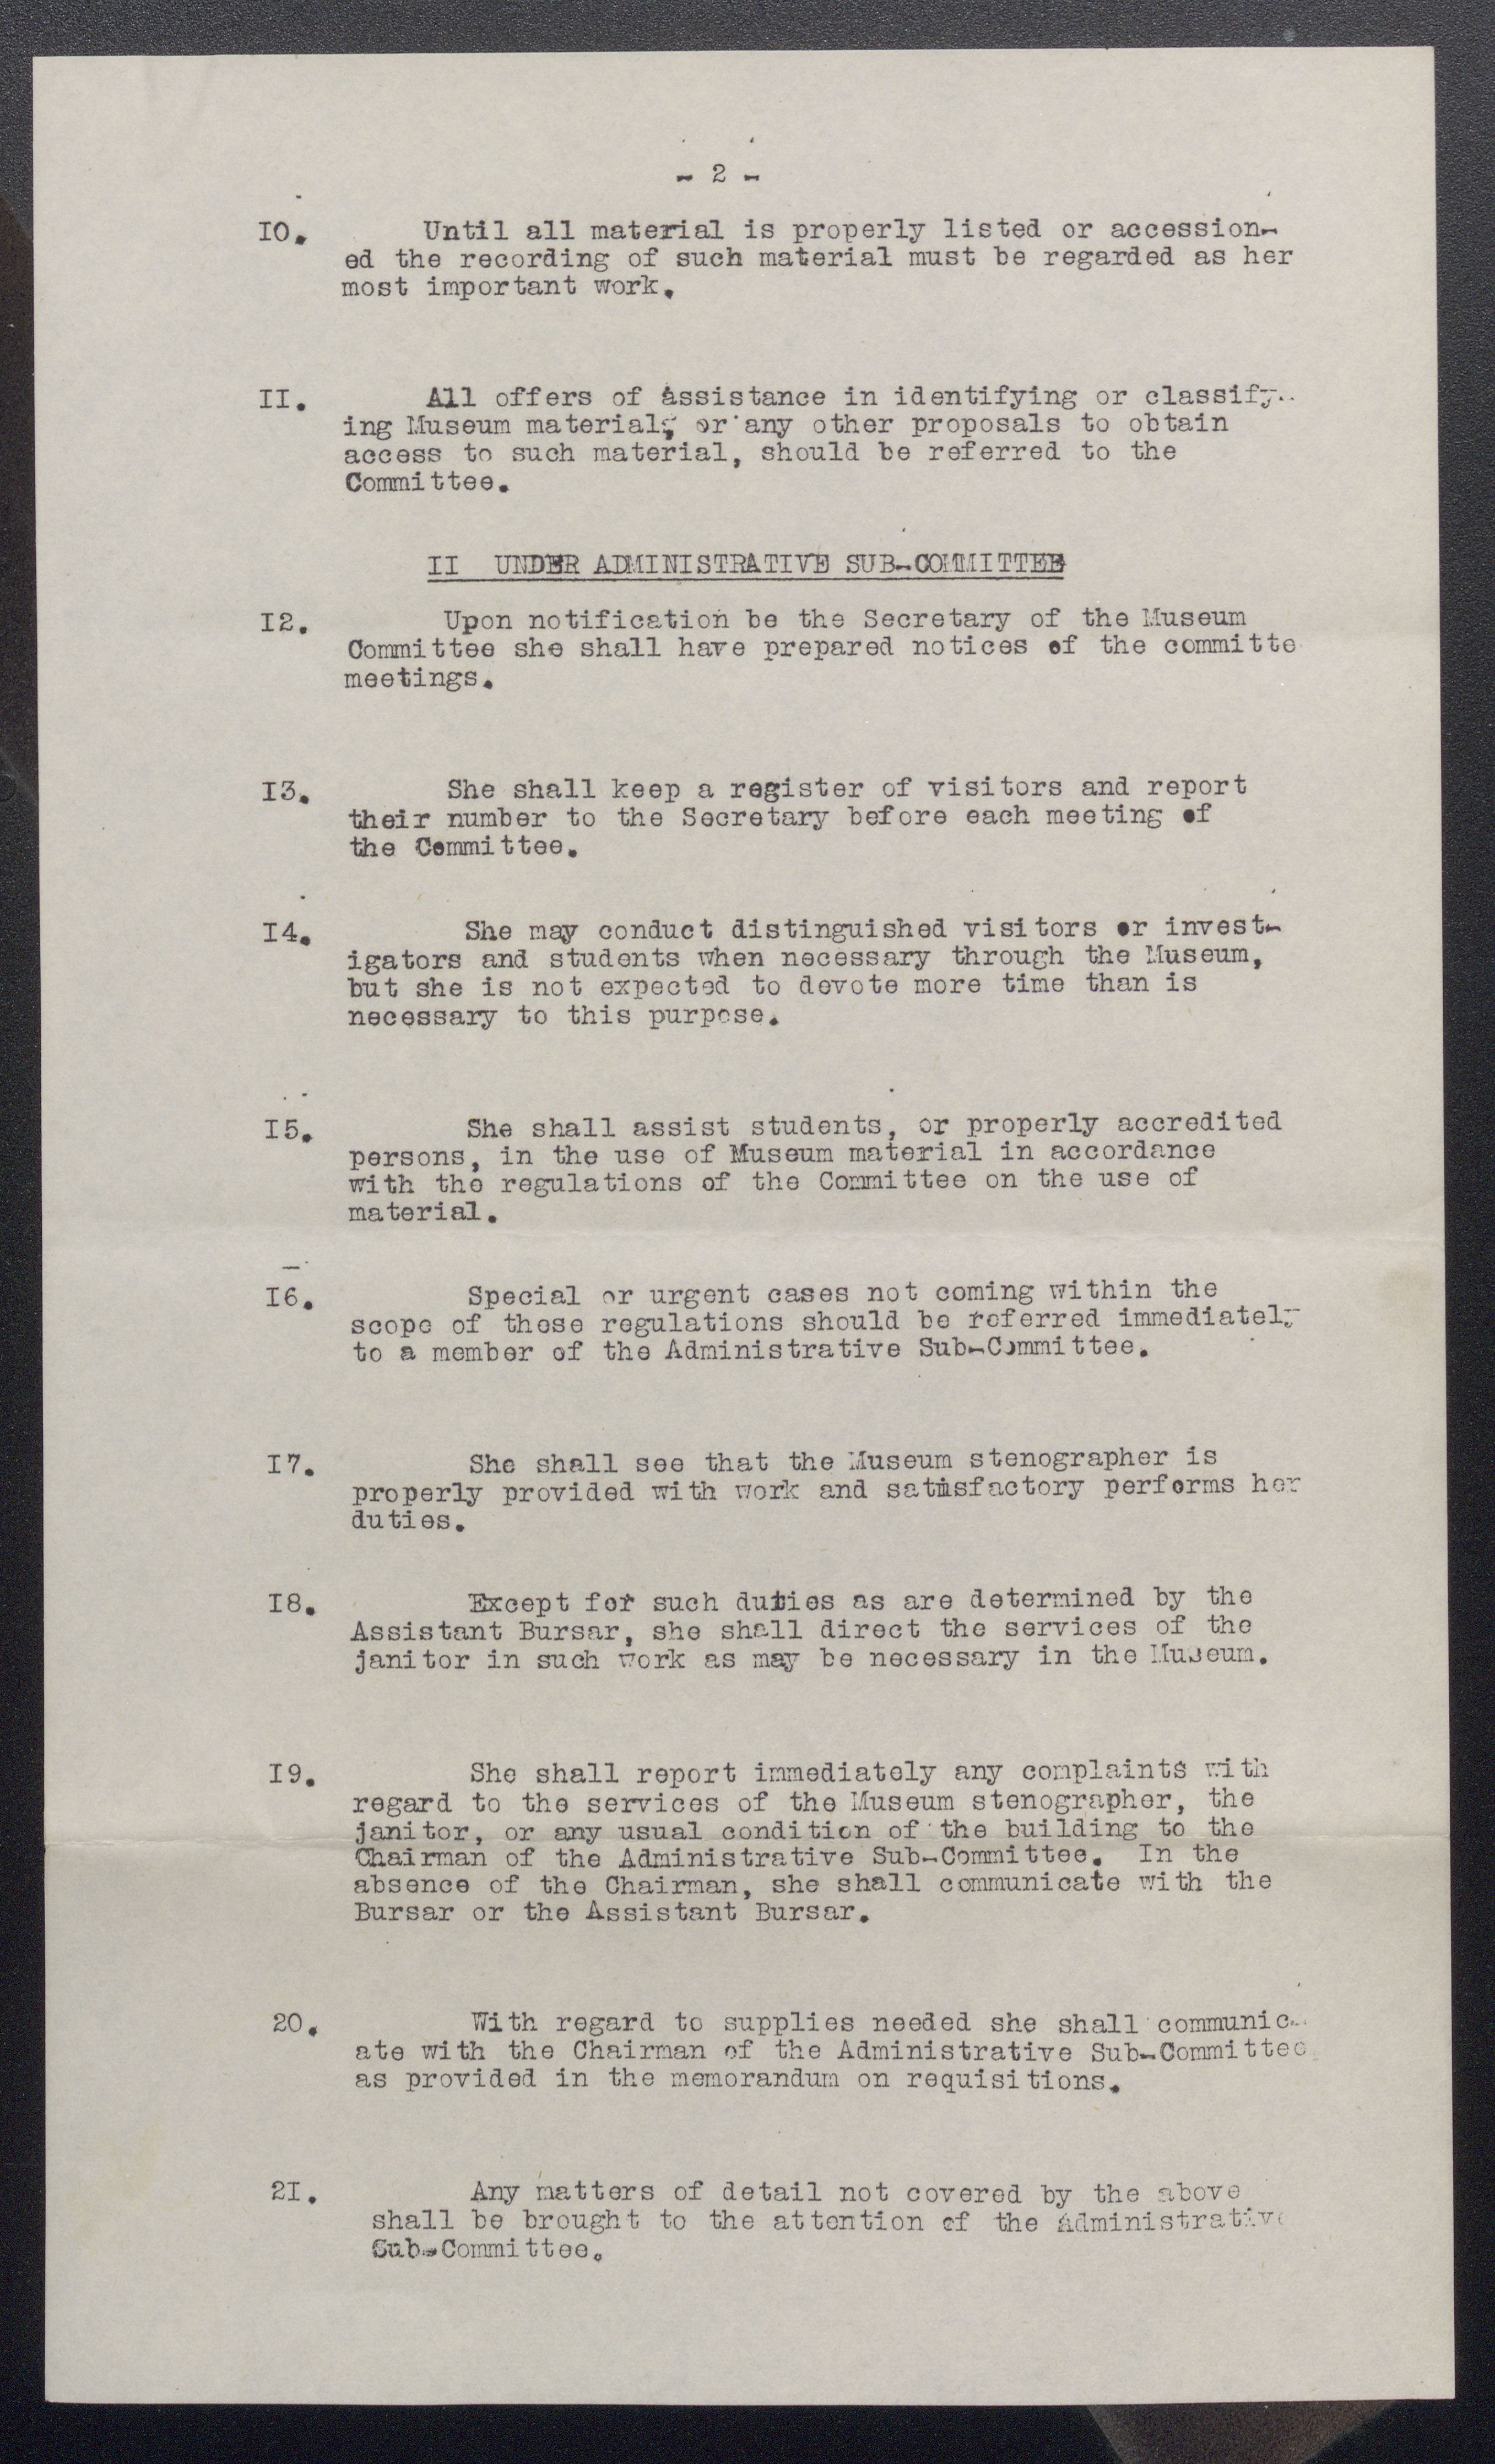 - 2 -
I0. Until all material is properly listed or accession-
ed the recording of such material must be regarded as her
most important work.
II. All offers of assistance in identifying or classify-
ing Museum material, or any other proposals to obtain
access to such material, should be referred to the
Committee.
II UNDER ADMINISTRATIVE SUB-COMMITTEE
I2. Upon notification be the Secretary of the Museum
Committee she shall have prepared notices of the committe
meetings.
I3. She shall keep a register of visitors and report
their number to the Secretary before each meeting of
the Committee.
I4. She may conduct distinguished visitors or invest-
igators and students when necessary through the Museum,
but she is not expected to devote more time than is
necessary to this purpose.
I5. She shall assist students, or properly accredited
persons, in the use of Museum material in accordance
with the regulations of the Committee on the use of
material.
I6. Special or urgent cases not coming within the
scope of these regulations should be referred immediately
to a member of the Administrative Sub-Committee.
I7. She shall see that the Museum stenographer is
properly provided with work and satisfactory performs her
duties.
I8. Except for such duties as are determined by the
Assistant Bursar, she shall direct the services of the
janitor in such work as may be necessary in the Museum.
I9. She shall report immediately any complaints with
regard to the services of the Museum stenographer, the
janitor, or any usual condition of the building to the
Chairman of the Administrative Sub-Committee. In the
absence of the Chairman, she shall communicate with the
Bursar or the Assistant Bursar.
20. With regard to supplies needed she shall communic-
ate with the Chairman of the Administrative Sub-Committee
as provided in the memorandum on requisitions.
2I. Any matters of detail not covered by the above
shall be brought to the attention of the Administrative
Sub-Committee.